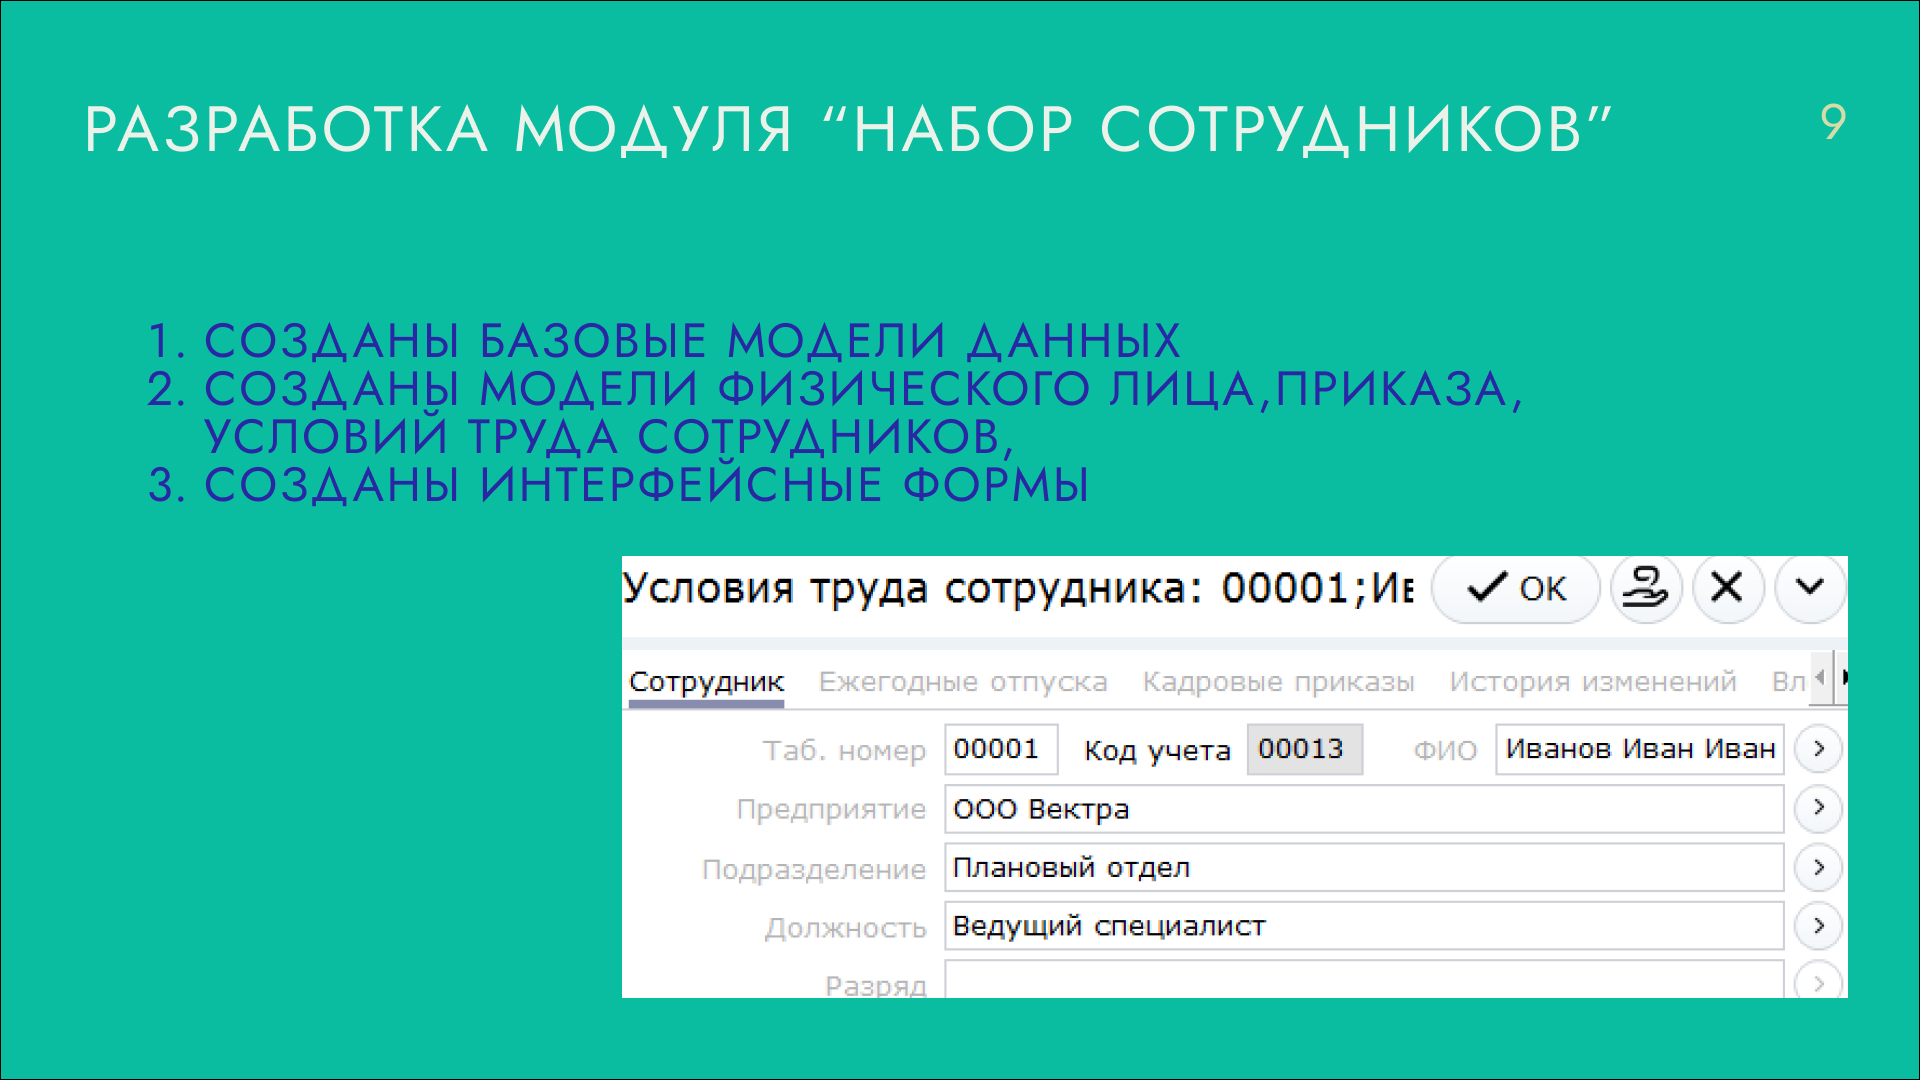 РАЗРАБОТКА МОДУЛЯ “НАБОР СОТРУДНИКОВ”
9
1. СОЗДАНЫ БАЗОВЫЕ МОДЕЛИ ДАННЫХ
2. СОЗДАНЫ МОДЕЛИ ФИЗИЧЕСКОГО ЛИЦА,ПРИКАЗА,
УСЛОВИЙ ТРУДА СОТРУДНИКОВ,
3. СОЗДАНЫ ИНТЕРФЕЙСНЫЕ ФОРМЫ
Условия труда сотрудника: 00001;Ив OK
Сотрудник Ежегодные отпуска Кадровые приказы История изменений Вл
Таб. номер 00001 Код учета 00013 ФИО Иванов Иван Иван
Предприятие ООО Вектра
Подразделение Плановый отдел
Должность Ведущий специалист
Разряд